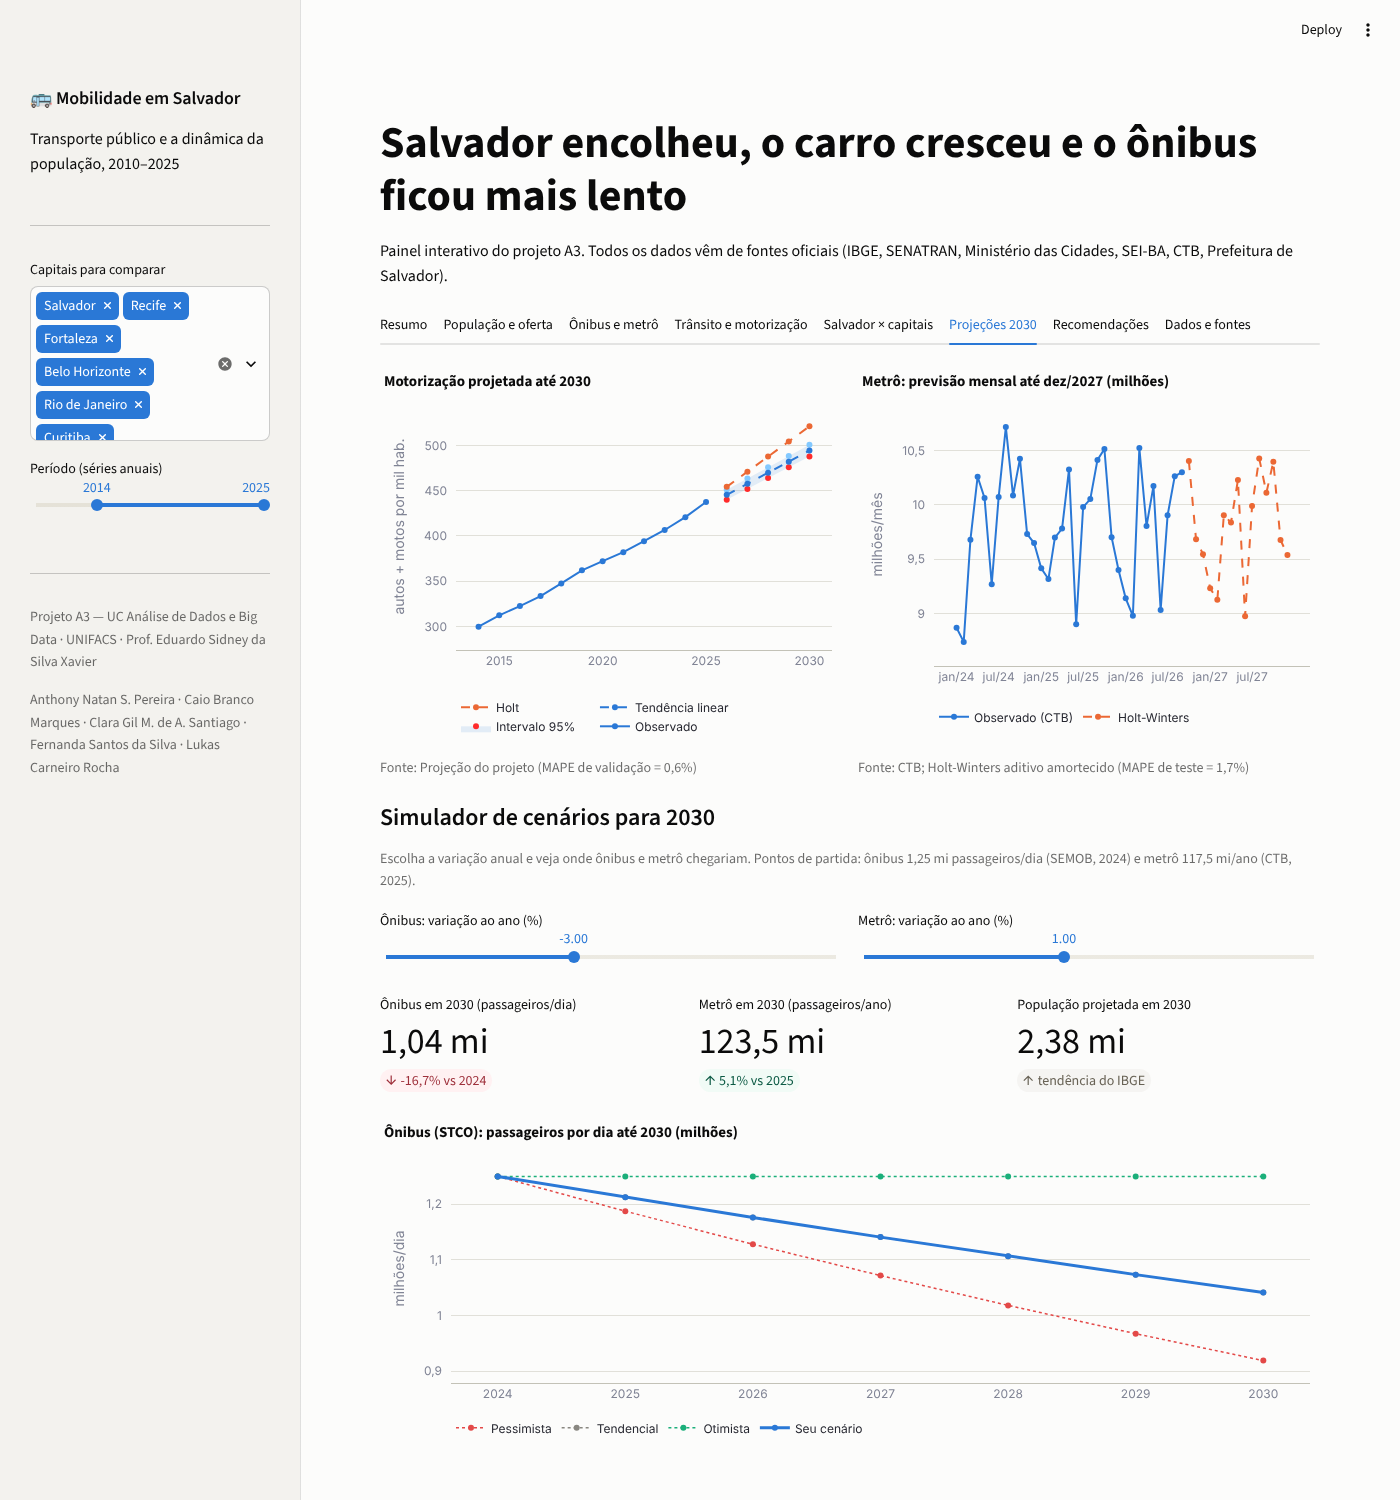 Deploy
🚌 Mobilidade em Salvador
Transporte público e a dinâmica da
população, 2010–2025
Capitais para comparar
Salvador ×
Recife ×
Fortaleza ×
Belo Horizonte ×
Rio de Janeiro ×
Curitiba ×
Período (séries anuais)
2014
2025
Projeto A3 — UC Análise de Dados e Big
Data · UNIFACS · Prof. Eduardo Sidney da
Silva Xavier
Anthony Natan S. Pereira · Caio Branco
Marques · Clara Gil M. de A. Santiago ·
Fernanda Santos da Silva · Lukas
Carneiro Rocha
Salvador encolheu, o carro cresceu e o ônibus
ficou mais lento
Painel interativo do projeto A3. Todos os dados vêm de fontes oficiais (IBGE, SENATRAN, Ministério das Cidades, SEI-BA, CTB, Prefeitura de
Salvador).
Resumo
População e oferta
Ônibus e metrô
Trânsito e motorização
Salvador × capitais
Projeções 2030
Recomendações
Dados e fontes
Motorização projetada até 2030
autos + motos por mil hab.
500
450
400
350
300
2015
2020
2025
2030
Holt
Tendência linear
Intervalo 95%
Observado
Fonte: Projeção do projeto (MAPE de validação = 0,6%)
Metrô: previsão mensal até dez/2027 (milhões)
milhões/mês
10,5
10
9,5
9
jan/24
jul/24
jan/25
jul/25
jan/26
jul/26
jan/27
jul/27
Observado (CTB)
Holt-Winters
Fonte: CTB; Holt-Winters aditivo amortecido (MAPE de teste = 1,7%)
Simulador de cenários para 2030
Escolha a variação anual e veja onde ônibus e metrô chegariam. Pontos de partida: ônibus 1,25 mi passageiros/dia (SEMOB, 2024) e metrô 117,5 mi/ano (CTB,
2025).
Ônibus: variação ao ano (%)
-3.00
Metrô: variação ao ano (%)
1.00
Ônibus em 2030 (passageiros/dia)
1,04 mi
↓ -16,7% vs 2024
Metrô em 2030 (passageiros/ano)
123,5 mi
↑ 5,1% vs 2025
População projetada em 2030
2,38 mi
↑ tendência do IBGE
Ônibus (STCO): passageiros por dia até 2030 (milhões)
milhões/dia
1,2
1,1
1
0,9
2024
2025
2026
2027
2028
2029
2030
Pessimista
Tendencial
Otimista
Seu cenário